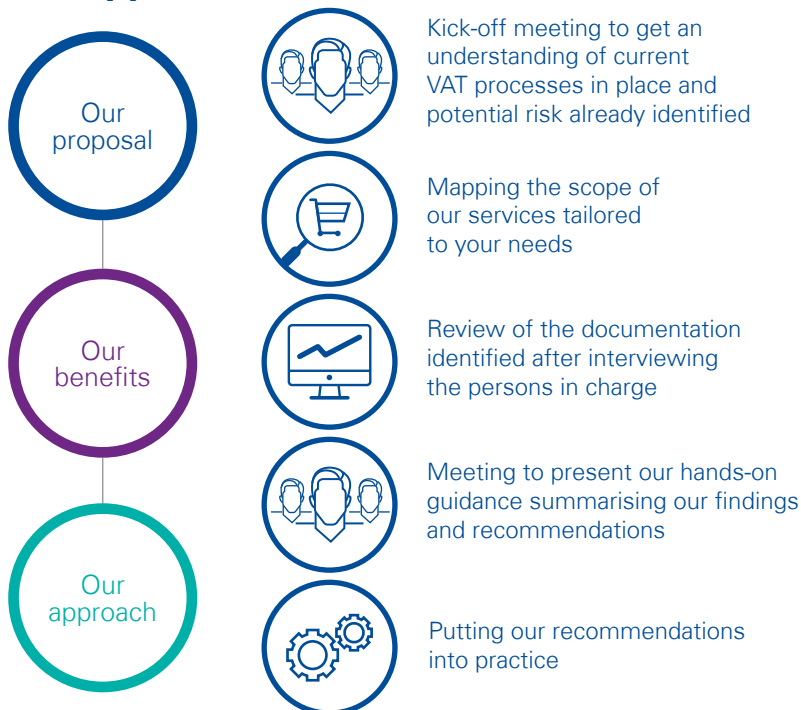 Our
proposal
Our
benefits
Our
approach
Kick-off meeting to get an
understanding of current
VAT processes in place and
potential risk already identified
Mapping the scope of
our services tailored
to your needs
Review of the documentation
identified after interviewing
the persons in charge
Meeting to present our hands-on
guidance summarising our findings
and recommendations
Putting our recommendations
into practice